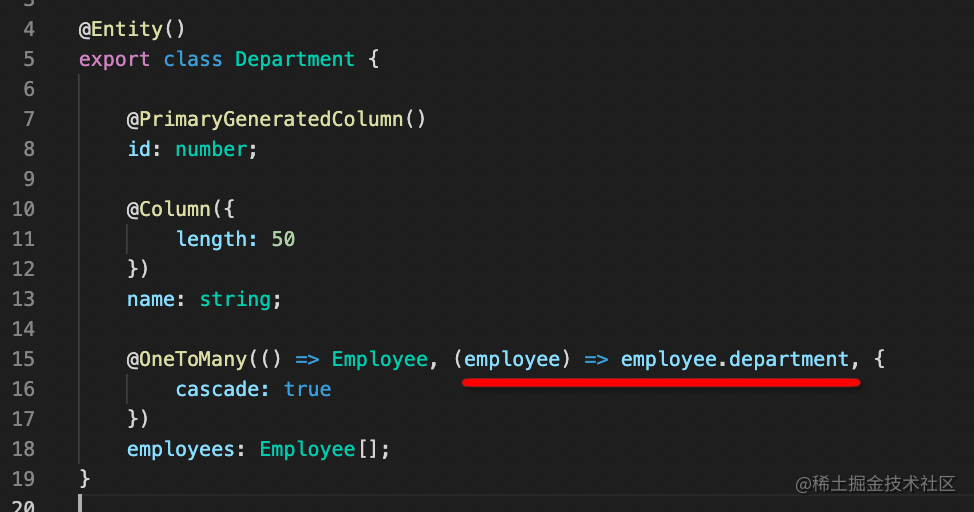 4 @Entity()
5 export class Department {
6
7     @PrimaryGeneratedColumn()
8     id: number;
9
10     @Column({
11         length: 50
12     })
13     name: string;
14
15     @OneToMany(() => Employee, (employee) => employee.department, {
16         cascade: true
17     })
18     employees: Employee[];
19 }
20
@稀土掘金技术社区